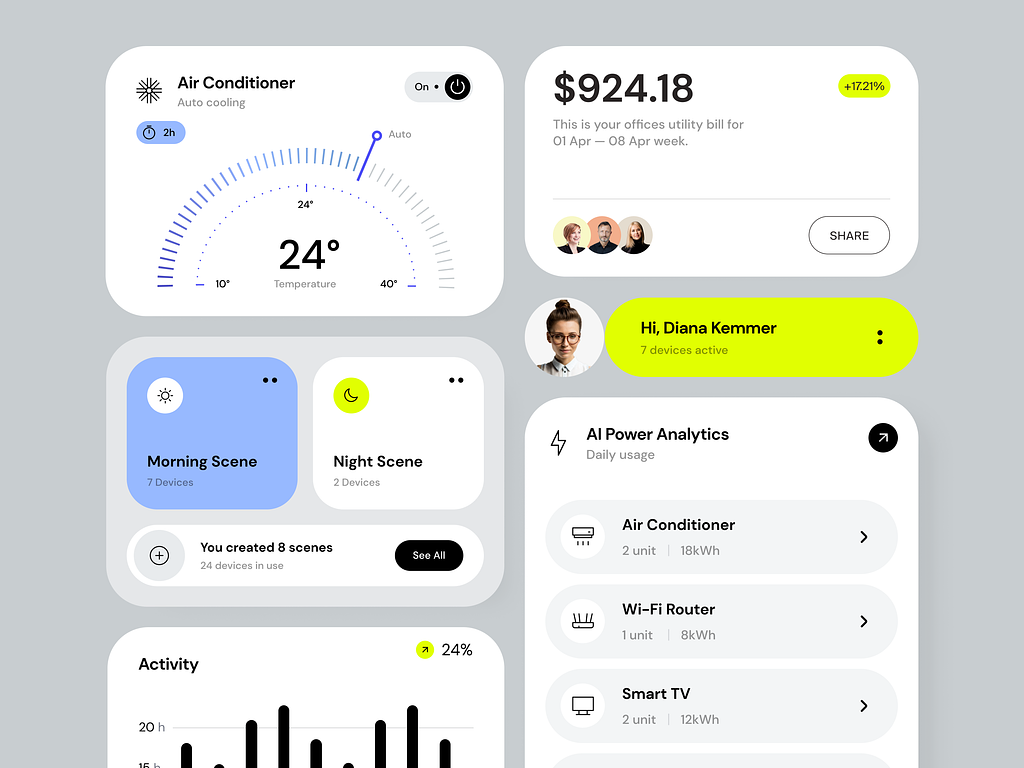 Air Conditioner
Auto cooling
On •
2h
Auto
24°
24°
10°
Temperature
40°
$924.18
+17.21%
This is your offices utility bill for
01 Apr — 08 Apr week.
SHARE
Hi, Diana Kemmer
7 devices active
Morning Scene
7 Devices
Night Scene
2 Devices
You created 8 scenes
24 devices in use
See All
AI Power Analytics
Daily usage
Air Conditioner
2 unit | 18kWh
Wi-Fi Router
1 unit | 8kWh
Smart TV
2 unit | 12kWh
Activity
24%
20 h
15 h